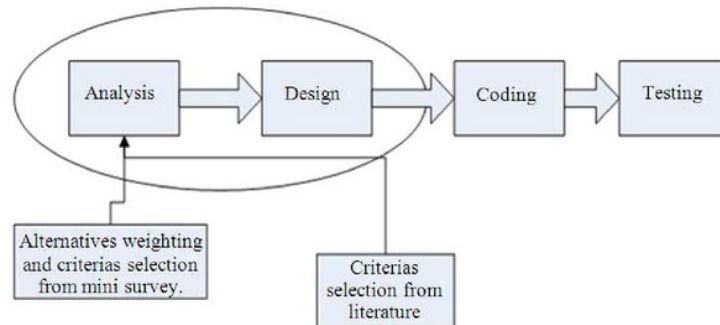 Analysis
Design
Coding
Testing
Alternatives weighting
and criterias selection
from mini survey.
Criterias
selection from
literature